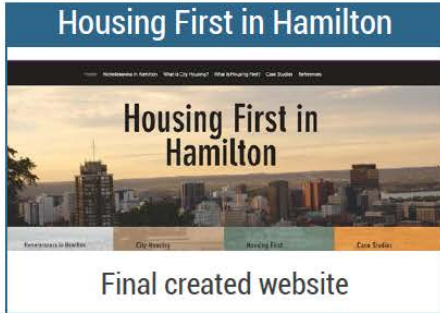 Housing First in Hamilton
Home Homelessness in Hamilton What is City Housing? What is Housing First? Case Studies References
Housing First in
Hamilton
Homelessness in Hamilton City Housing Housing First Case Studies
Final created website